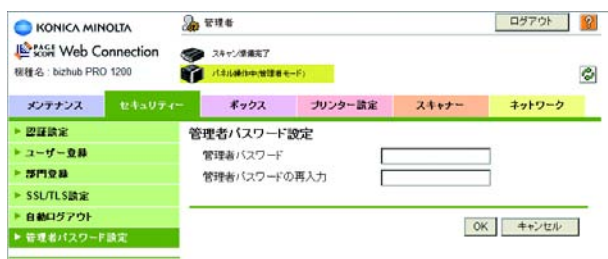 KONICA MINOLTA
管理者
ログアウト
?
PAGE SCOPE Web Connection
スキャン準備完了
機種名 : bizhub PRO 1200
パネル操作中(管理者モード)
メンテナンス
セキュリティー
ボックス
プリンター設定
スキャナー
ネットワーク
認証設定
ユーザー登録
部門登録
SSL/TLS設定
自動ログアウト
管理者パスワード設定
管理者パスワード設定
管理者パスワード
管理者パスワードの再入力
OK
キャンセル